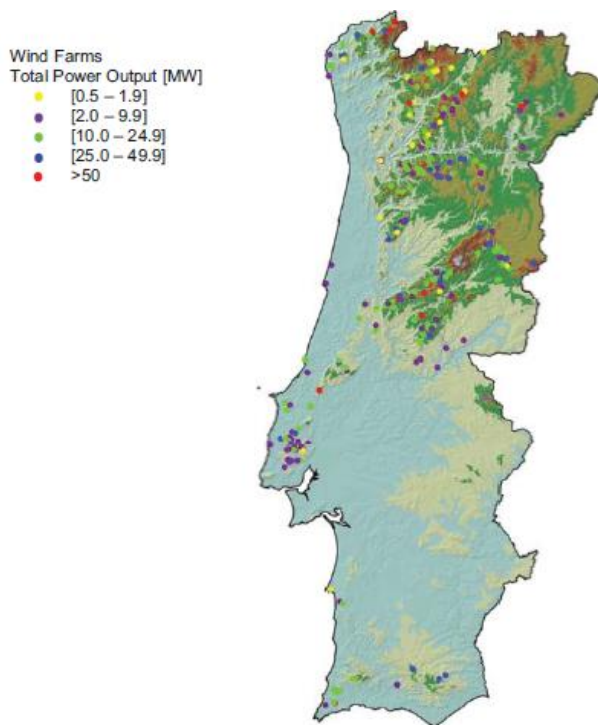 Wind Farms
Total Power Output [MW]
[0.5 – 1.9]
[2.0 – 9.9]
[10.0 – 24.9]
[25.0 – 49.9]
>50